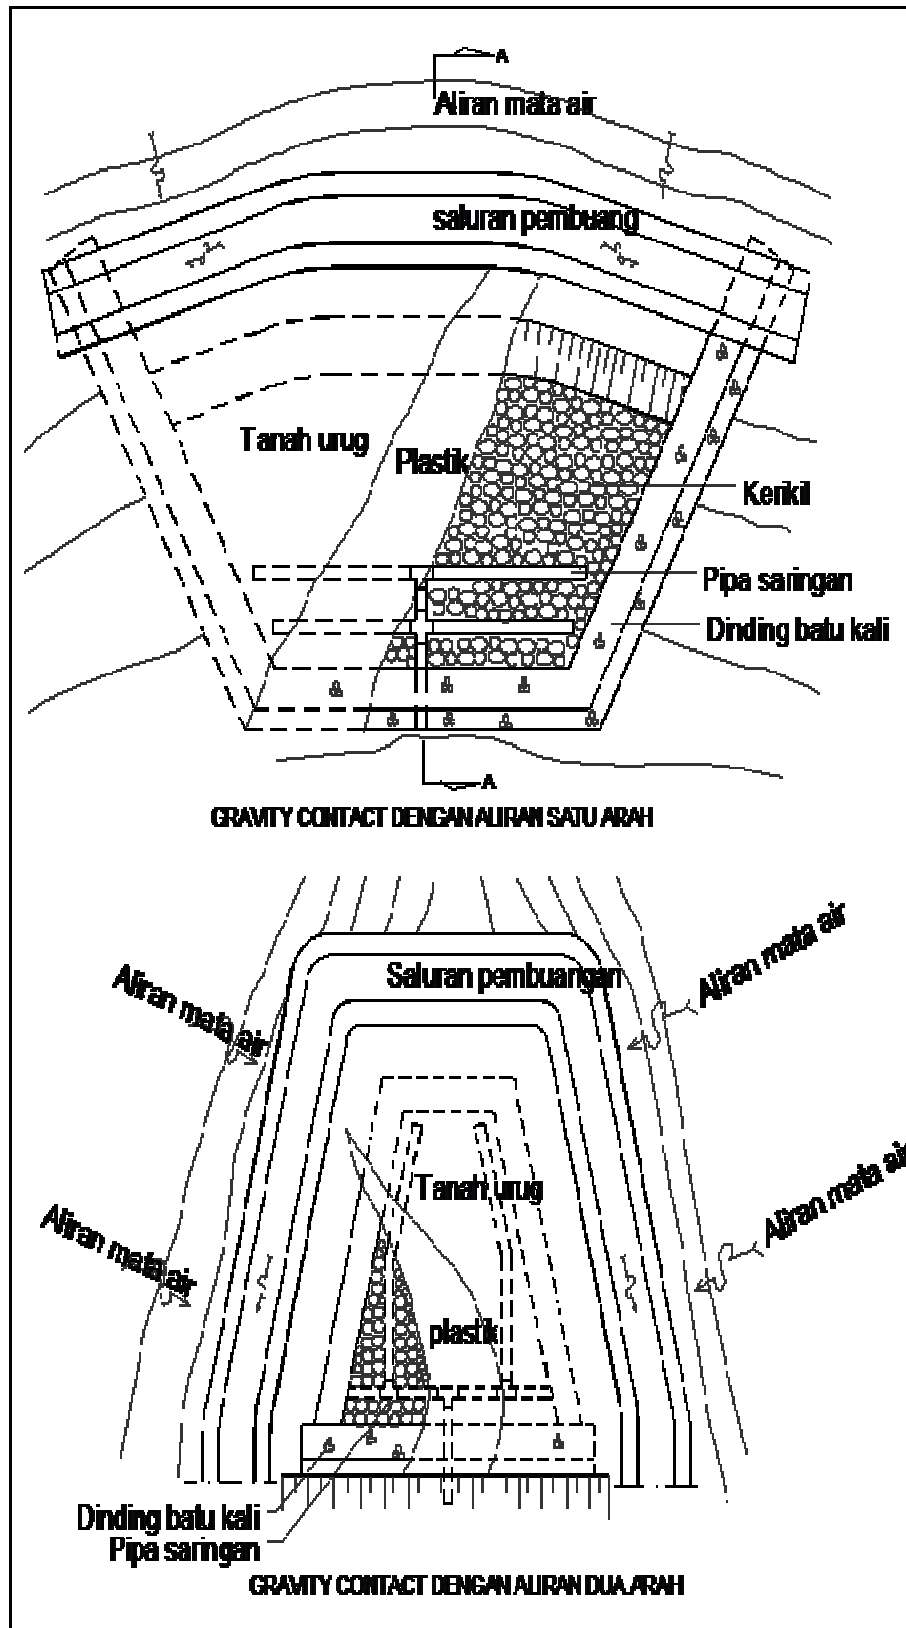 A
Aliran mata air
saluran pembuang
Tanah urug
Plastik
Kerikil
Pipa saringan
Dinding batu kali
A
GRAVITY CONTACT DENGAN ALIRAN SATU ARAH
Aliran mata air
Saluran pembuangan
Aliran mata air
Tanah urug
Aliran mata air
Aliran mata air
plastik
Dinding batu kali
Pipa saringan
GRAVITY CONTACT DENGAN ALIRAN DUA ARAH